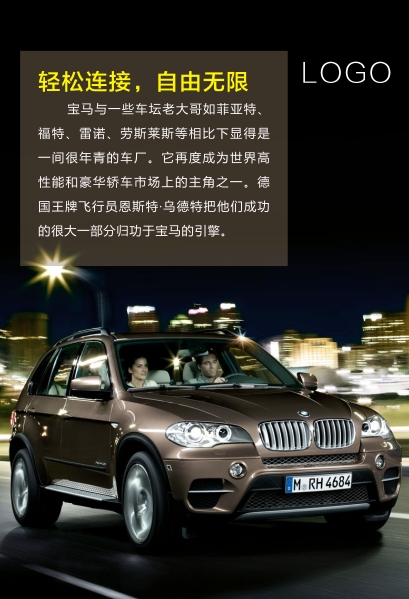 轻松连接，自由无限
LOGO
宝马与一些车坛老大哥如菲亚特、
福特、雷诺、劳斯莱斯等相比下显得是
一间很年青的车厂。它再度成为世界高
性能和豪华轿车市场上的主角之一。德
国王牌飞行员恩斯特·乌德特把他们成功
的很大一部分归功于宝马的引擎。
M RH 4684